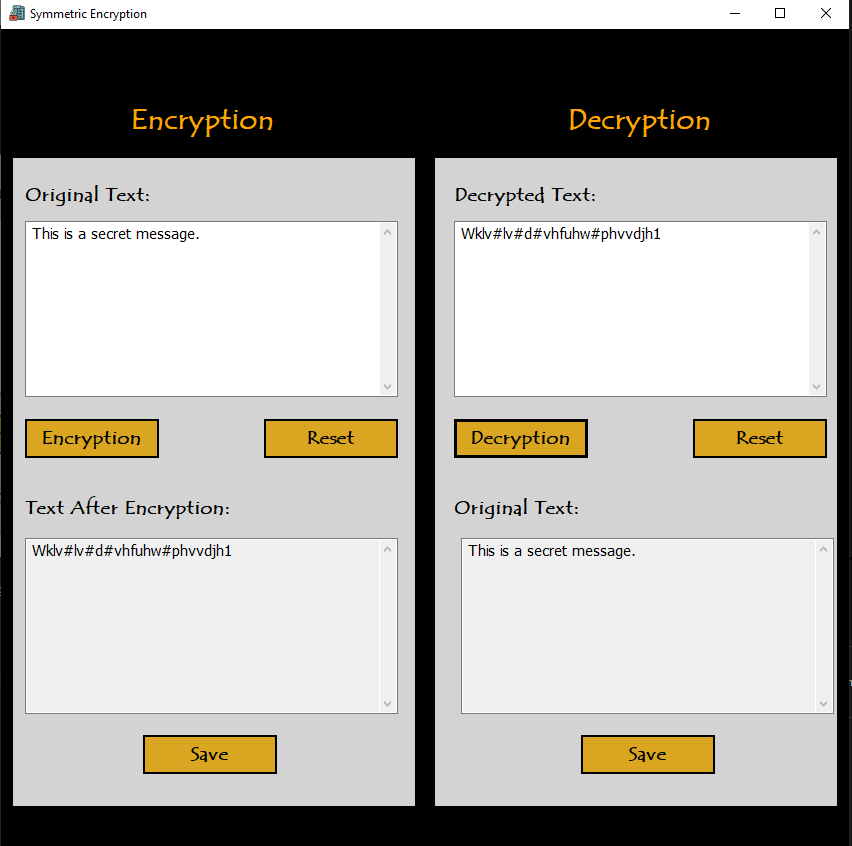 Symmetric Encryption
Encryption
Decryption
Original Text:
This is a secret message.
Encryption
Reset
Text After Encryption:
Wklv#lv#d#vhfuhw#phvvdjh1
Save
Decrypted Text:
Wklv#lv#d#vhfuhw#phvvdjh1
Decryption
Reset
Original Text:
This is a secret message.
Save